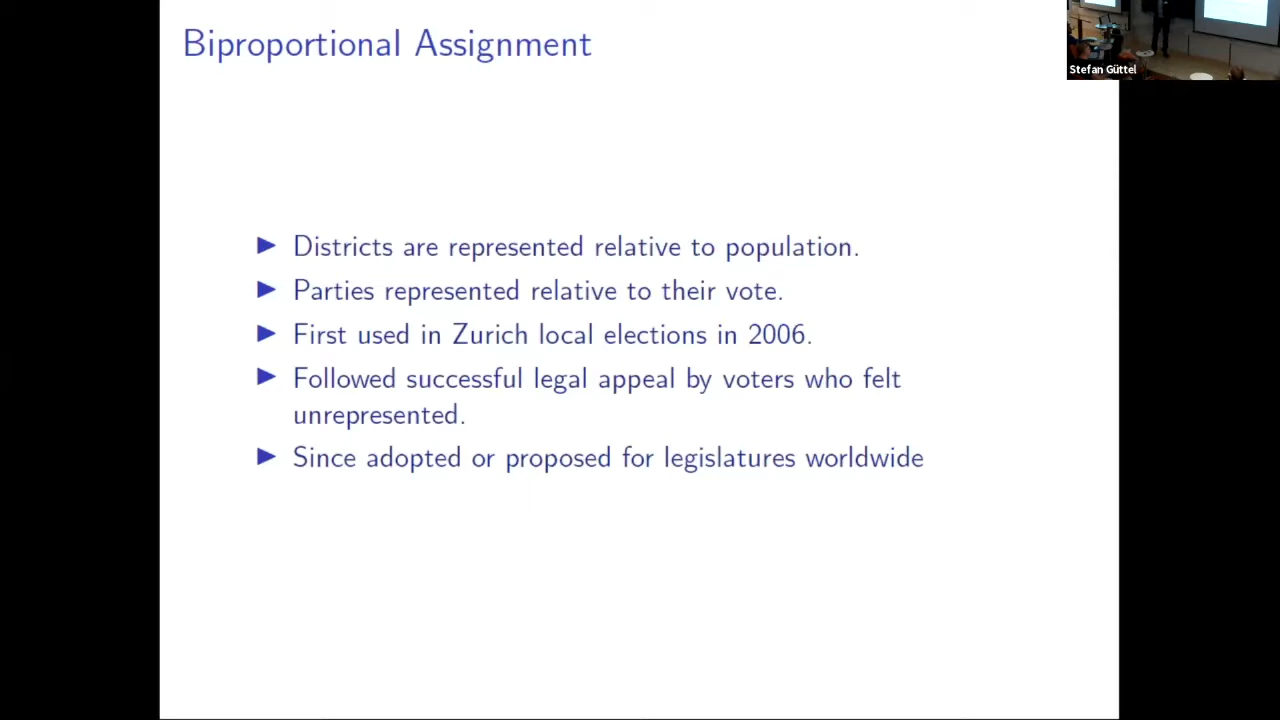 Biproportional Assignment
Stefan Güttel
▶ Districts are represented relative to population.
▶ Parties represented relative to their vote.
▶ First used in Zurich local elections in 2006.
▶ Followed successful legal appeal by voters who felt
unrepresented.
▶ Since adopted or proposed for legislatures worldwide